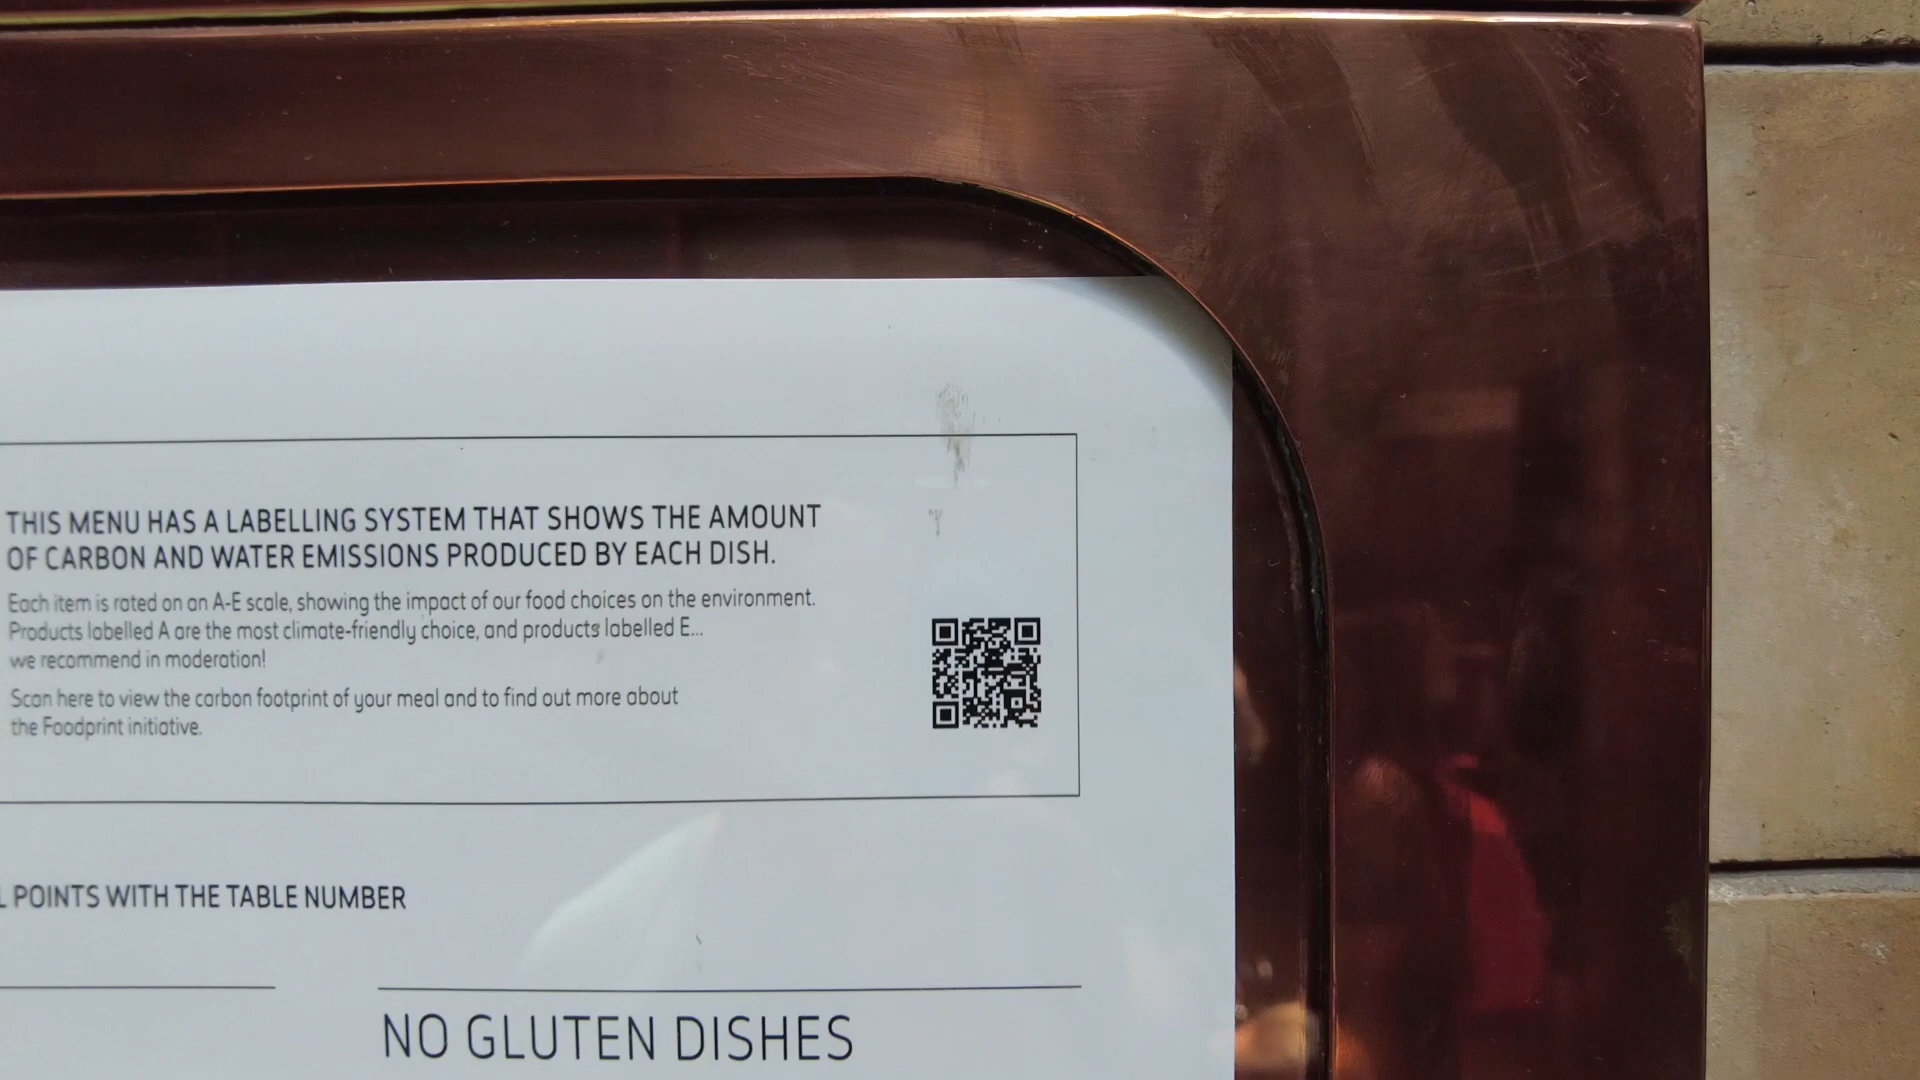 THIS MENU HAS A LABELLING SYSTEM THAT SHOWS THE AMOUNT
OF CARBON AND WATER EMISSIONS PRODUCED BY EACH DISH.
Each item is rated on an A-E scale, showing the impact of our food choices on the environment.
Products labelled A are the most climate-friendly choice, and products labelled E...
we recommend in moderation!
Scan here to view the carbon footprint of your meal and to find out more about
the Foodprint initiative.
POINTS WITH THE TABLE NUMBER
NO GLUTEN DISHES